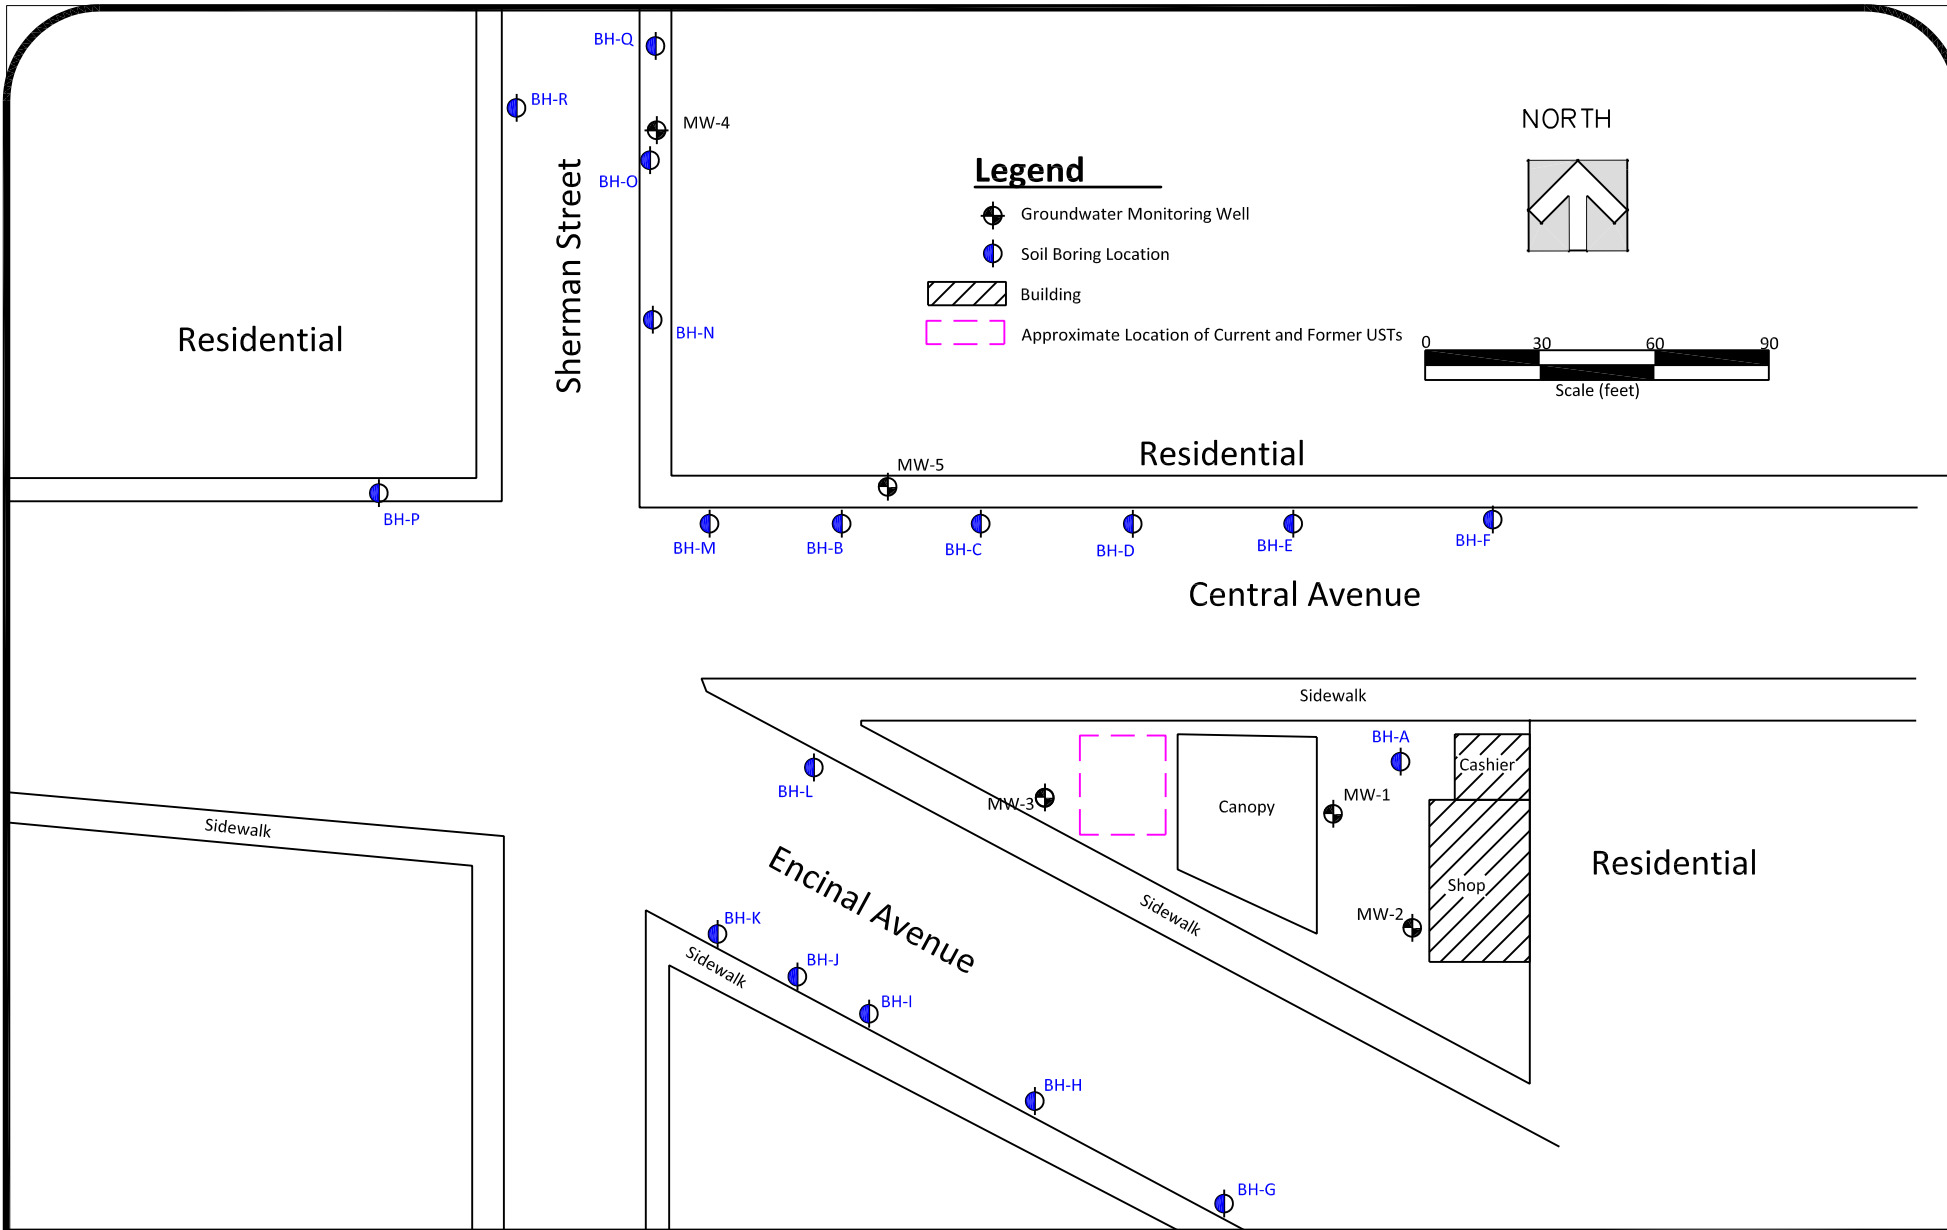 BH-Q
BH-R
MW-4
NORTH
Legend
BH-O
Groundwater Monitoring Well
Sherman Street
Soil Boring Location
Building
Residential
BH-N
Approximate Location of Current and Former USTs
0 30 60 90
Scale (feet)
Residential
MW-5
BH-P
BH-M
BH-B
BH-C
BH-D
BH-E
BH-F
Central Avenue
Sidewalk
BH-A
Cashier
BH-L
MW-3
Canopy
MW-1
Sidewalk
Encinal Avenue
Residential
Shop
Sidewalk
MW-2
BH-K
Sidewalk
BH-J
BH-I
BH-H
BH-G